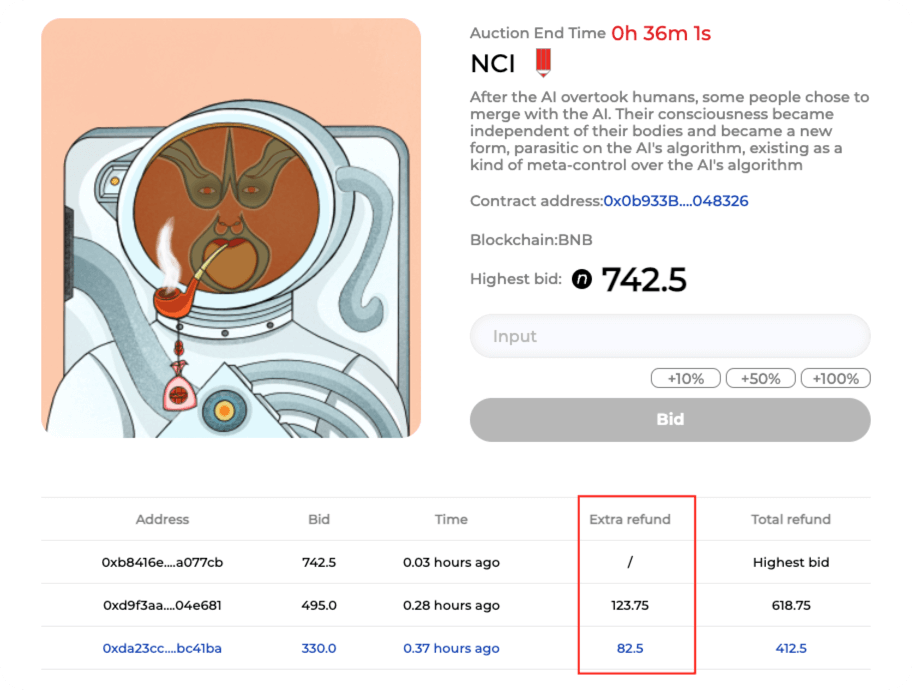 Auction End Time 0h 36m 1s
NCI
After the AI overtook humans, some people chose to
merge with the AI. Their consciousness became
independent of their bodies and became a new
form, parasitic on the AI's algorithm, existing as a
kind of meta-control over the AI's algorithm
Contract address:0x0b933B....048326
Blockchain:BNB
Highest bid: n 742.5
Input
+10% +50% +100%
Bid
Address Bid Time Extra refund Total refund
0xb8416e....a077cb 742.5 0.03 hours ago / Highest bid
0xd9f3aa....04e681 495.0 0.28 hours ago 123.75 618.75
0xda23cc....bc41ba 330.0 0.37 hours ago 82.5 412.5